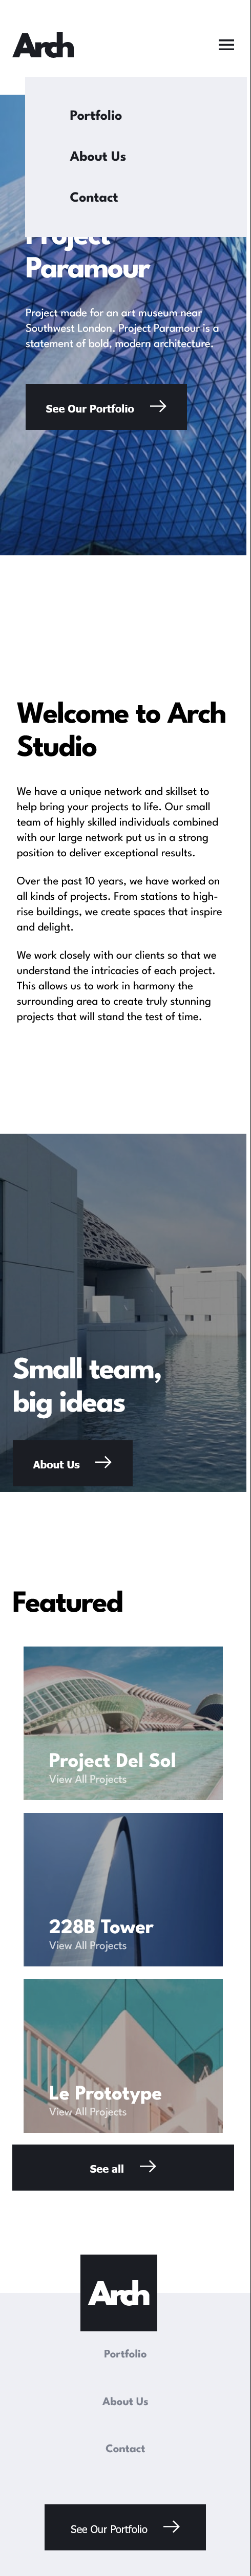 Arch
Portfolio
About Us
Contact
Project
Paramour
Project made for an art museum near
Southwest London. Project Paramour is a
statement of bold, modern architecture.
See Our Portfolio
Welcome to Arch
Studio
We have a unique network and skillset to
help bring your projects to life. Our small
team of highly skilled individuals combined
with our large network put us in a strong
position to deliver exceptional results.
Over the past 10 years, we have worked on
all kinds of projects. From stations to high-
rise buildings, we create spaces that inspire
and delight.
We work closely with our clients so that we
understand the intricacies of each project.
This allows us to work in harmony the
surrounding area to create truly stunning
projects that will stand the test of time.
Small team,
big ideas
About Us
Featured
Project Del Sol
View All Projects
228B Tower
View All Projects
Le Prototype
View All Projects
See all
Arch
Portfolio
About Us
Contact
See Our Portfolio